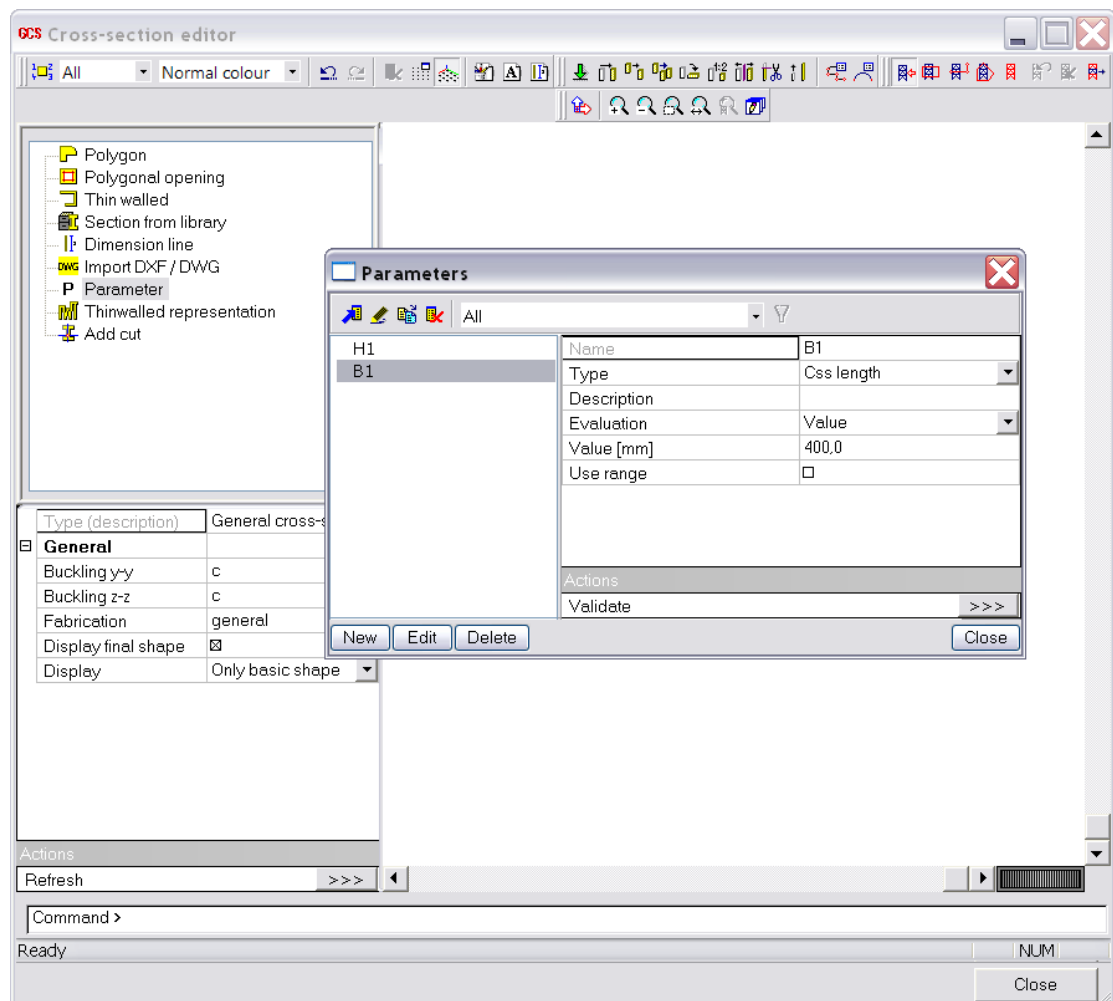 GCS Cross-section editor
All Normal colour
Polygon
Polygonal opening
Thin walled
Section from library
Dimension line
DWG Import DXF / DWG
P Parameter
Thinwalled representation
Add cut
Parameters
All
H1
B1
Name B1
Type Css length
Description
Evaluation Value
Value [mm] 400,0
Use range
Actions
Validate >>>
New Edit Delete Close
Type (description) General cross-s
General
Buckling y-y c
Buckling z-z c
Fabrication general
Display final shape
Display Only basic shape
Actions
Refresh >>>
Command >
Ready NUM
Close